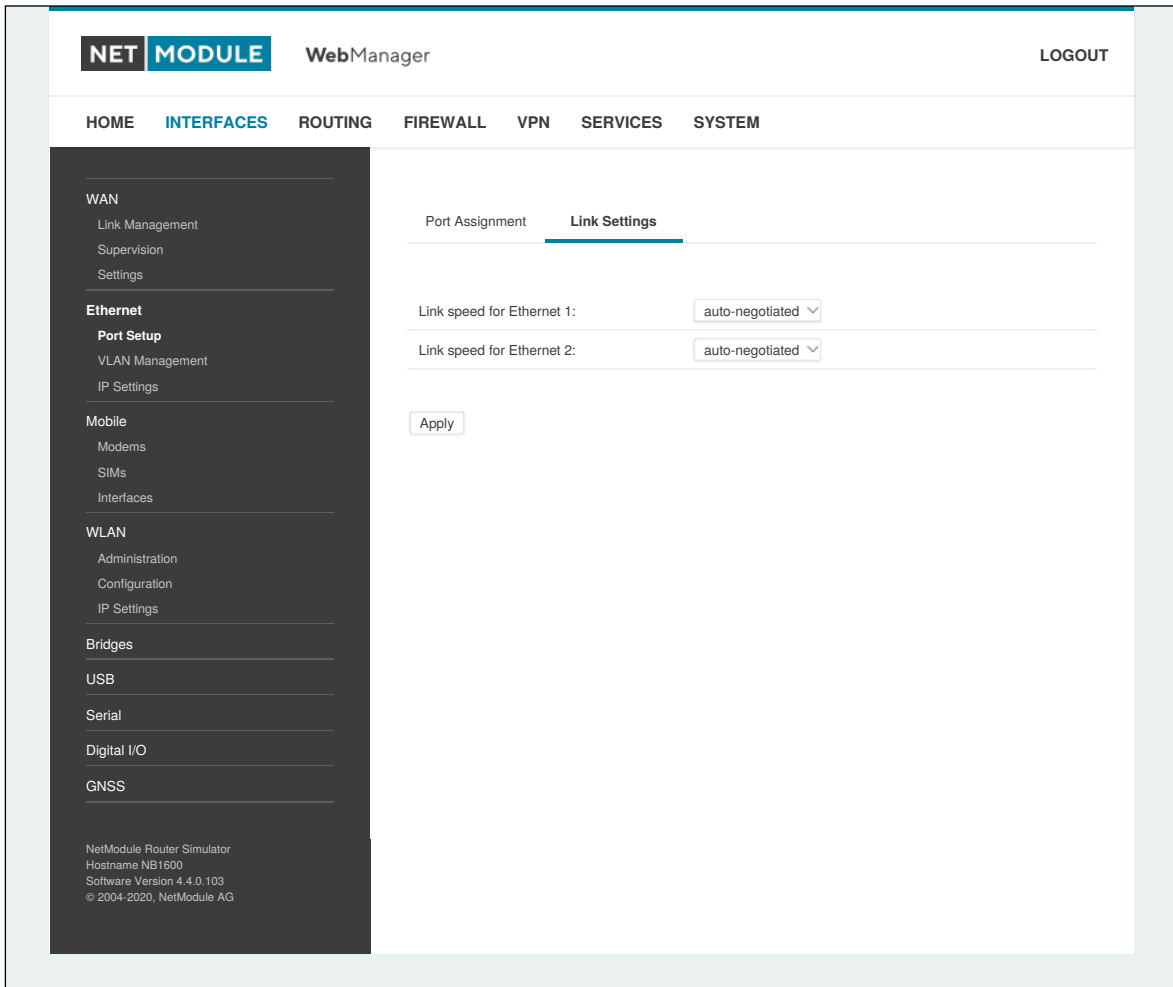 NET MODULE WebManager LOGOUT
HOME INTERFACES ROUTING FIREWALL VPN SERVICES SYSTEM
WAN
Link Management
Supervision
Settings
Ethernet
Port Setup
VLAN Management
IP Settings
Mobile
Modems
SIMs
Interfaces
WLAN
Administration
Configuration
IP Settings
Bridges
USB
Serial
Digital I/O
GNSS
NetModule Router Simulator
Hostname NB1600
Software Version 4.4.0.103
© 2004-2020, NetModule AG
Port Assignment Link Settings
Link speed for Ethernet 1: auto-negotiated
Link speed for Ethernet 2: auto-negotiated
Apply